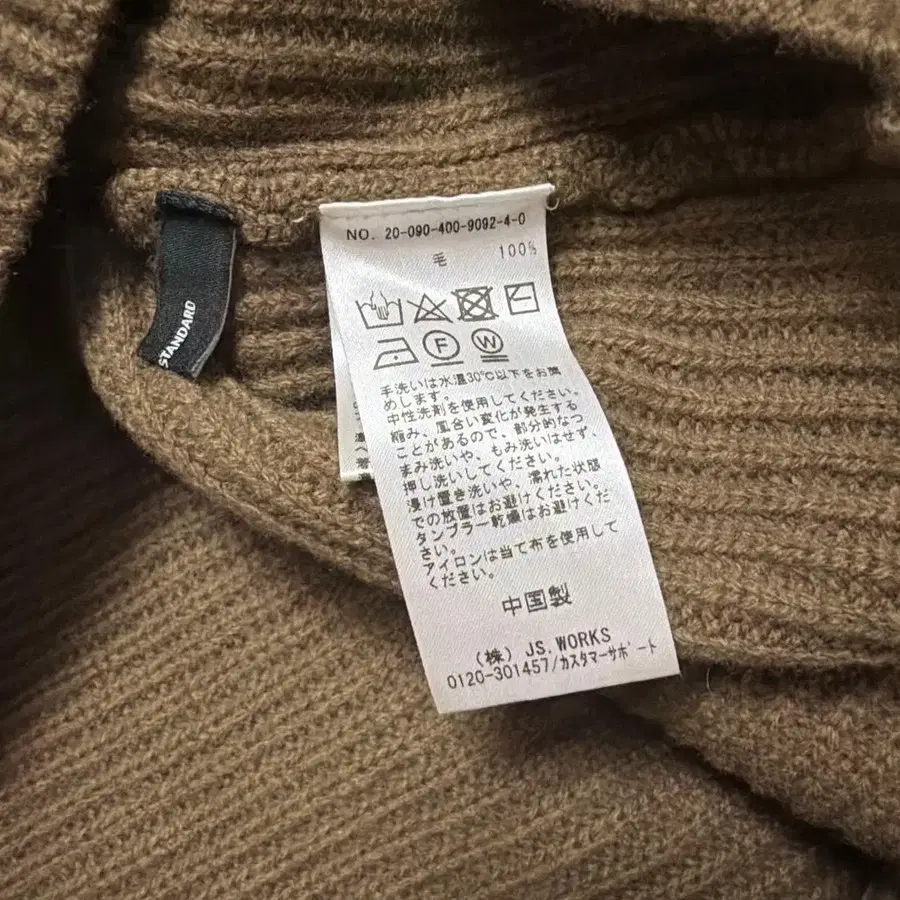 STANDARD
NO. 20-090-400-9092-4-0
毛 100%
F W
手洗いは水温30℃以下をお薦
めします。
中性洗剤を使用してください。
縮み、風合い変化が発生する
ことがあるので、部分的なつ
まみ洗いや、もみ洗いはせず、
押し洗いしてください。
浸け置き洗いや、濡れた状態
での放置はお避けください。
タンブラー乾燥はお避けくだ
さい。
アイロンは当て布を使用して
ください。
中国製
(株) JS.WORKS
0120-301457/カスタマーサポート